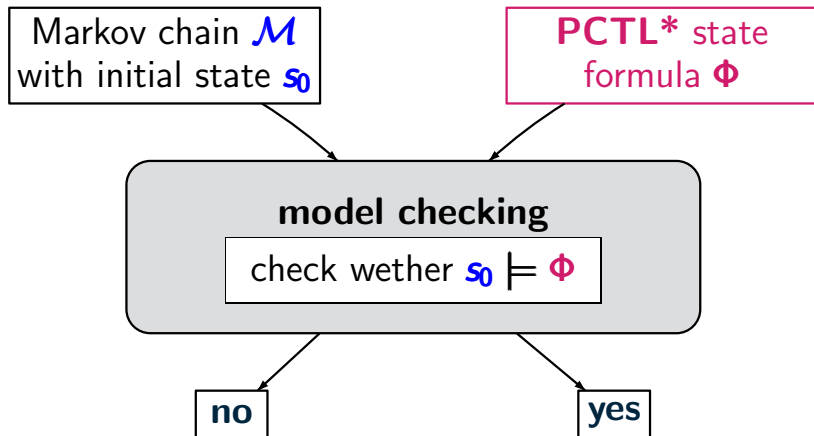 Markov chain 𝓜
with initial state s₀
PCTL* state
formula Φ
model checking
check wether s₀ ⊨ Φ
no
yes